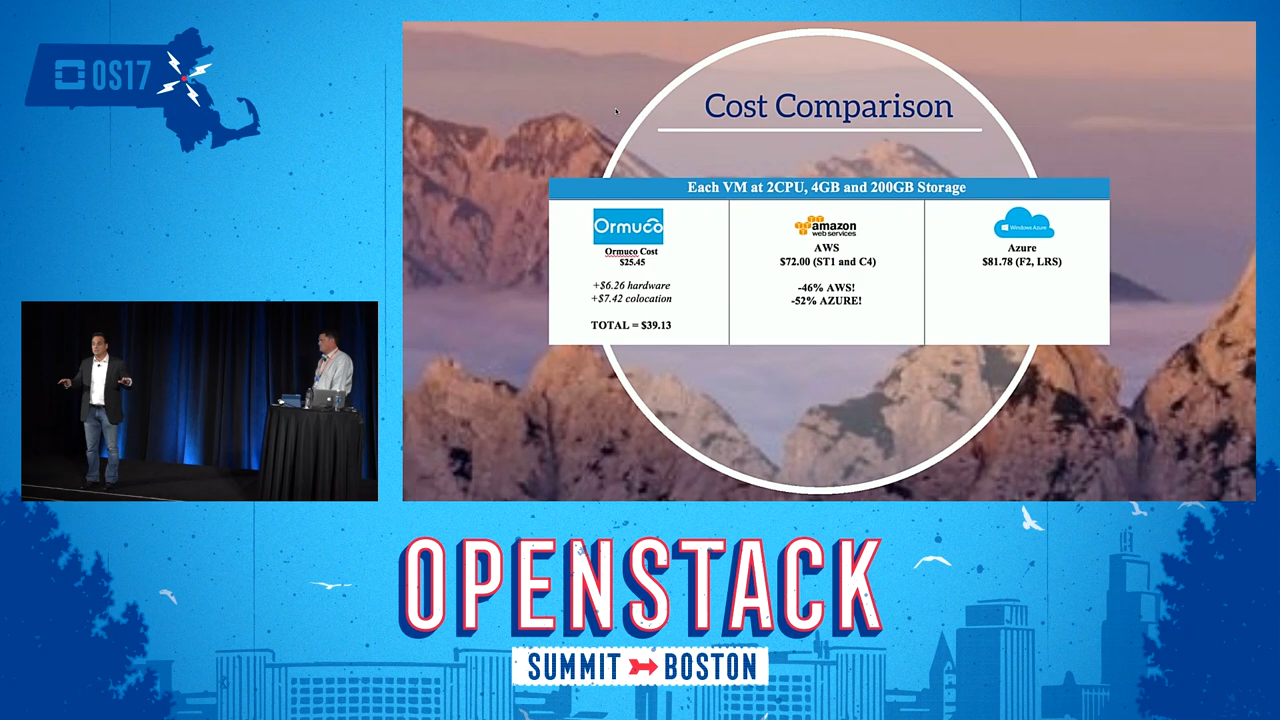 OS17
Cost Comparison
Each VM at 2CPU, 4GB and 200GB Storage
Ormuco
Ormuco Cost
$25.45
+$6.26 hardware
+$7.42 colocation
TOTAL = $39.13
amazon
web services
AWS
$72.00 (ST1 and C4)
-46% AWS!
-52% AZURE!
Windows Azure
Azure
$81.78 (F2, LRS)
OPENSTACK
SUMMIT BOSTON